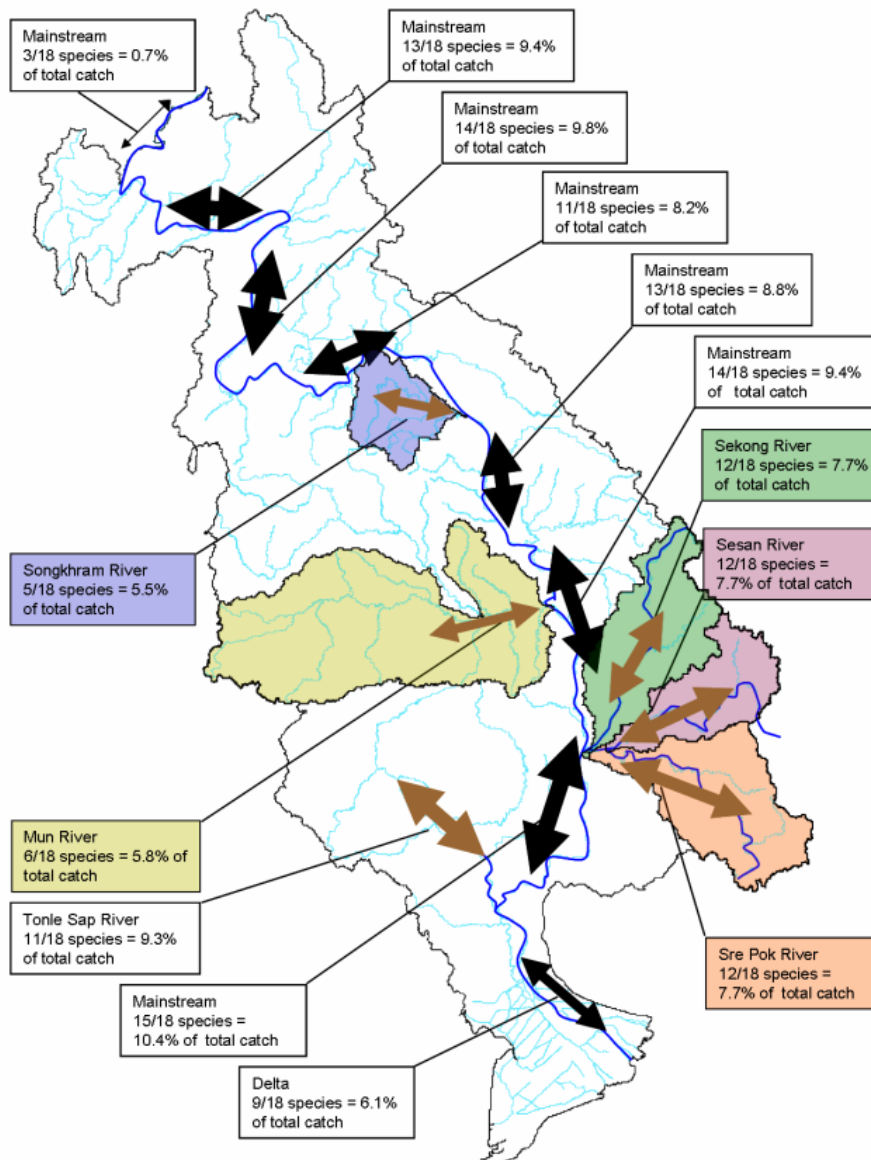 Mainstream
3/18 species = 0.7%
of total catch
Mainstream
13/18 species = 9.4%
of total catch
Mainstream
14/18 species = 9.8%
of total catch
Mainstream
11/18 species = 8.2%
of total catch
Mainstream
13/18 species = 8.8%
of total catch
Mainstream
14/18 species = 9.4%
of total catch
Sekong River
12/18 species = 7.7%
of total catch
Sesan River
12/18 species =
7.7% of total catch
Songkhram River
5/18 species = 5.5%
of total catch
Mun River
6/18 species = 5.8% of
total catch
Tonle Sap River
11/18 species = 9.3%
of total catch
Sre Pok River
12/18 species =
7.7% of total catch
Mainstream
15/18 species =
10.4% of total catch
Delta
9/18 species = 6.1%
of total catch